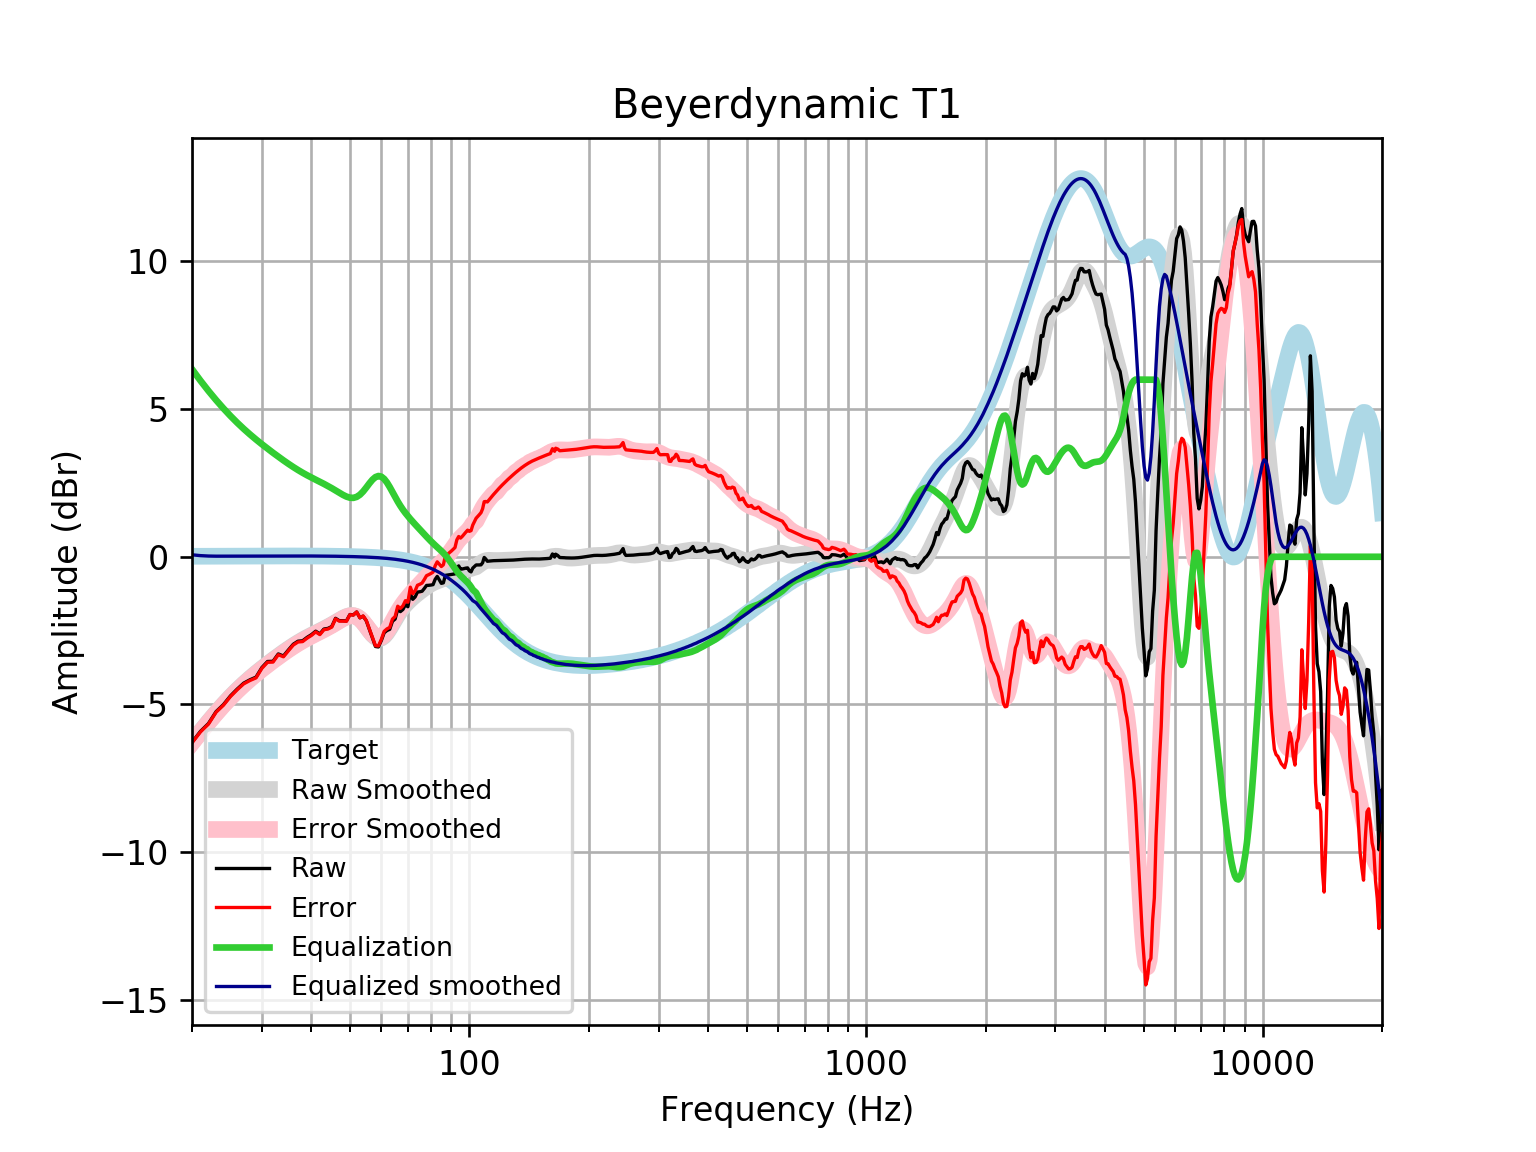 Beyerdynamic T1
Amplitude (dBr)
10
5
0
−5
−10
−15
Target
Raw Smoothed
Error Smoothed
Raw
Error
Equalization
Equalized smoothed
100
1000
10000
Frequency (Hz)